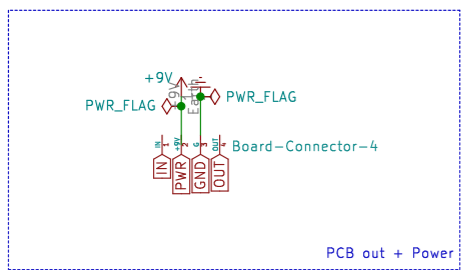 +9V
+9V
Earth
PWR_FLAG
PWR_FLAG
IN
1
+9V
2
G
3
OUT
4
Board-Connector-4
IN
PWR
GND
OUT
PCB out + Power